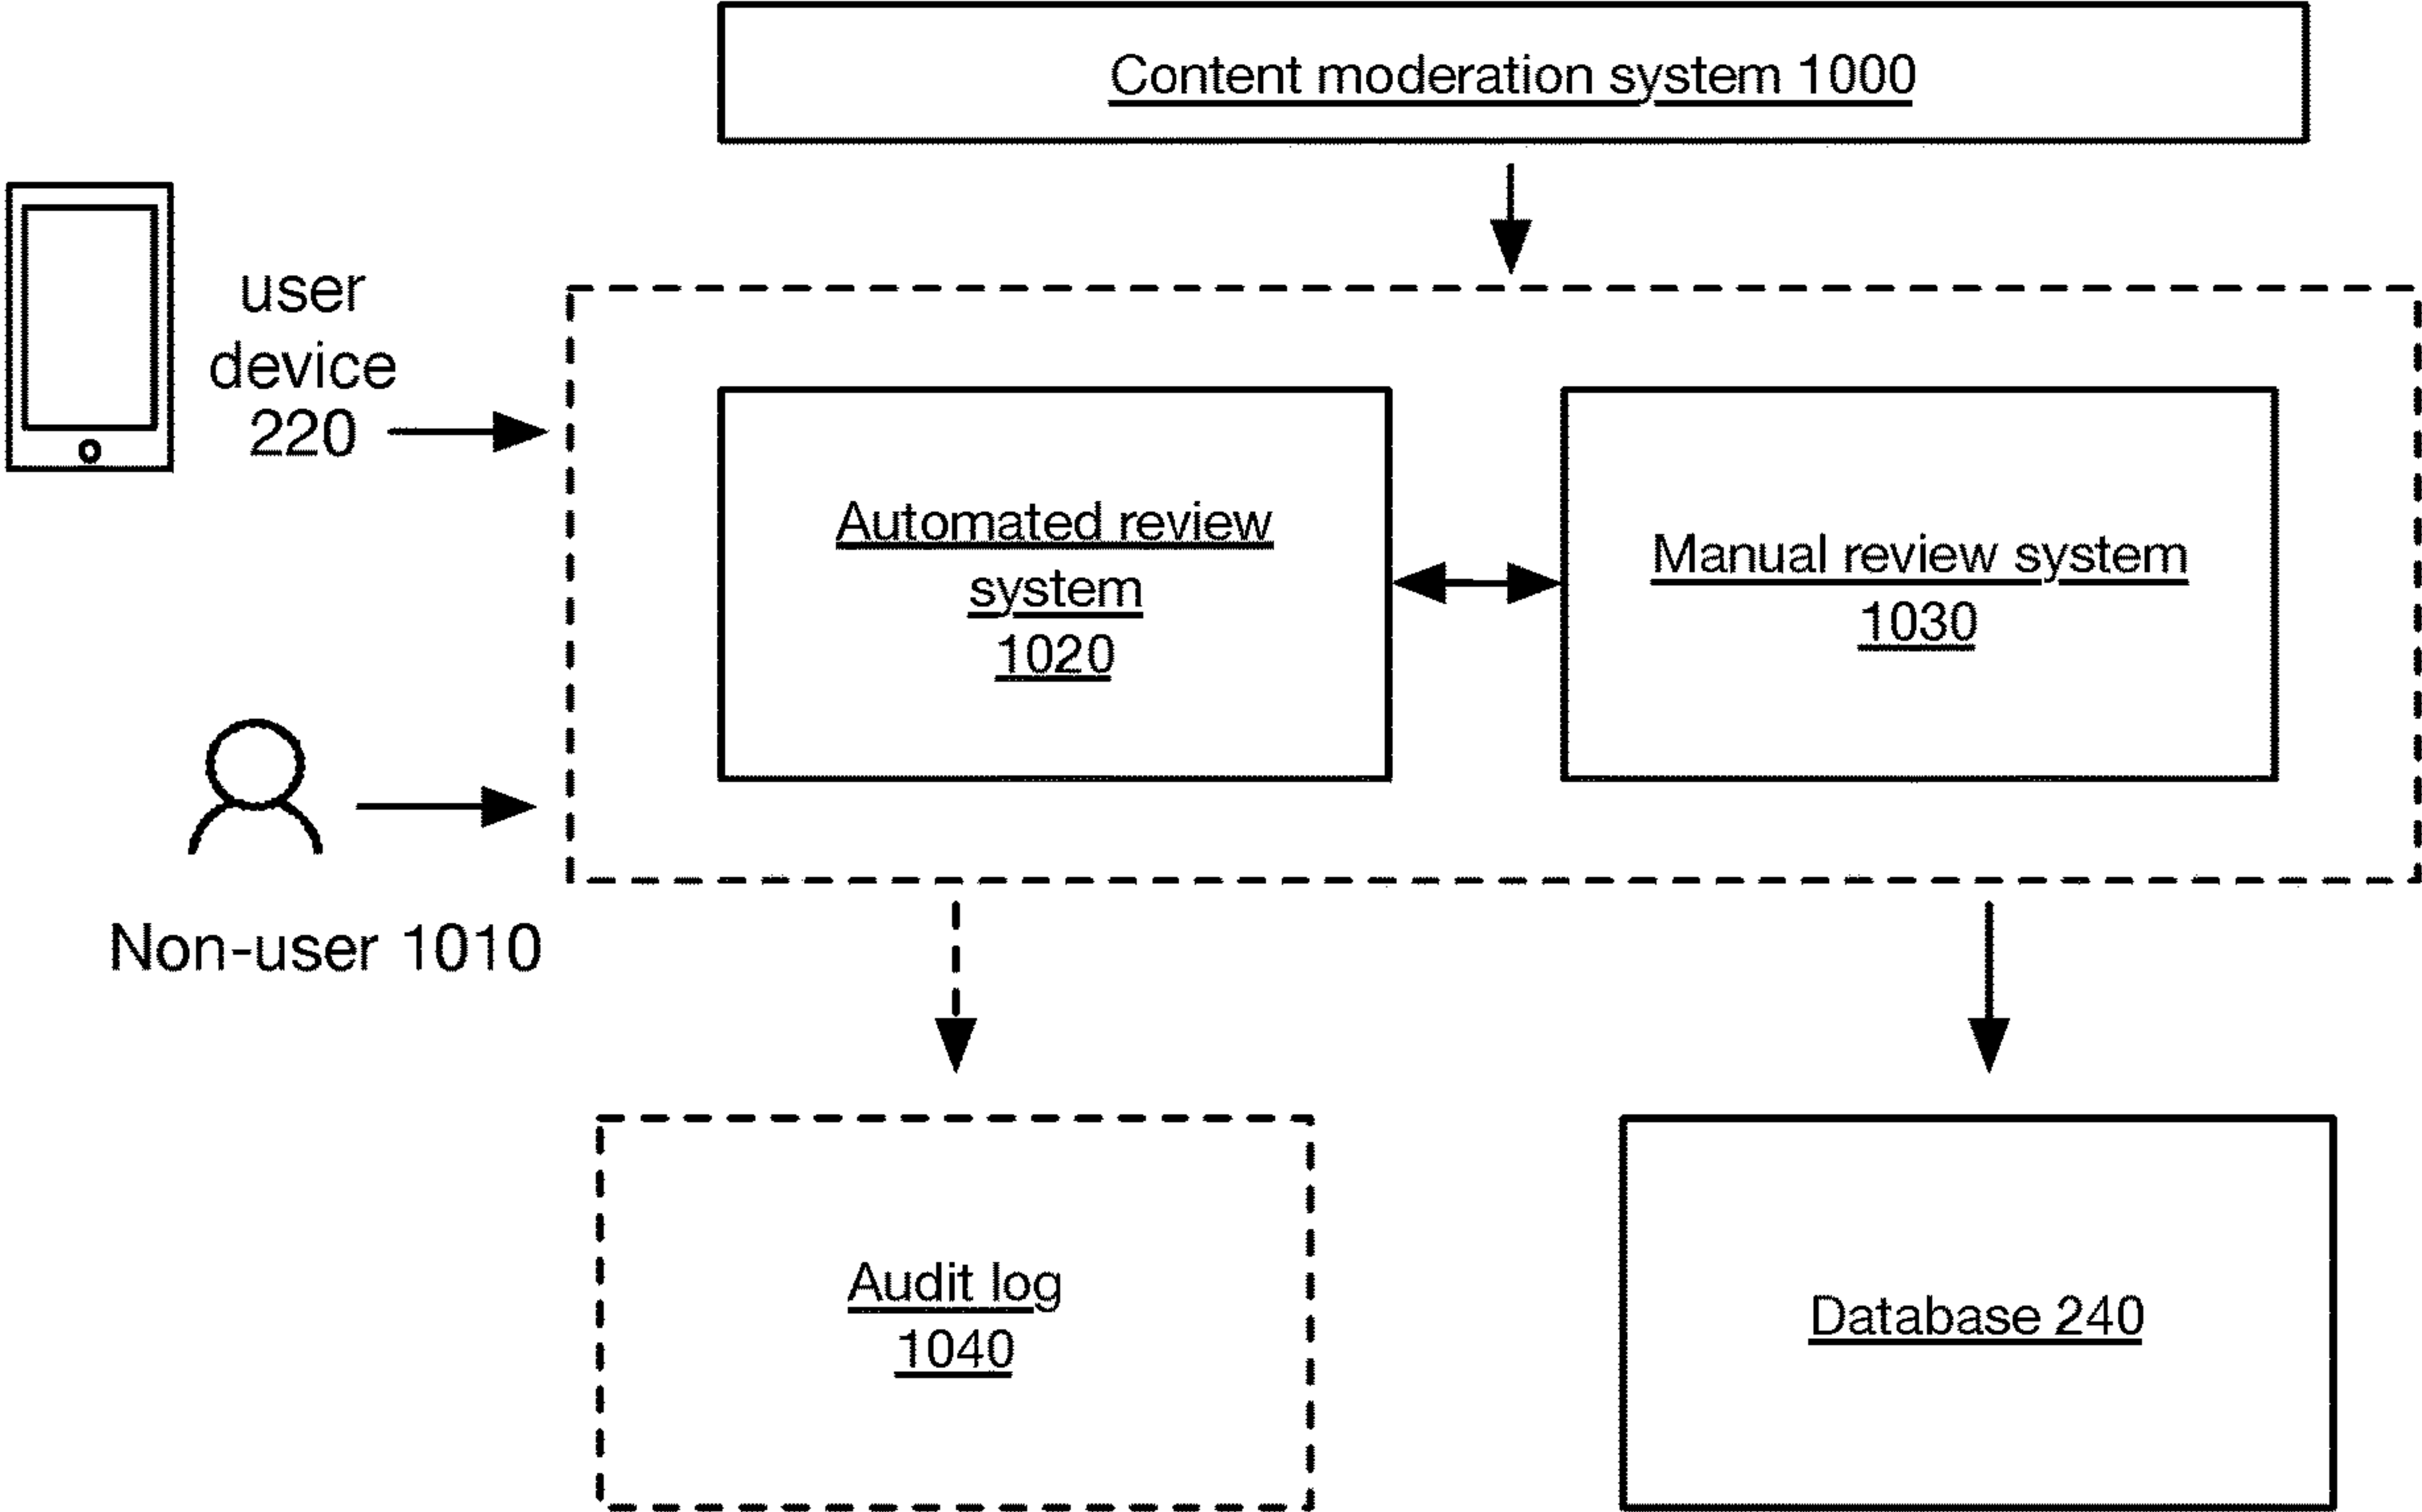 Content moderation system 1000
user
device
220
Automated review
system
1020
Manual review system
1030
Non-user 1010
Audit log
1040
Database 240